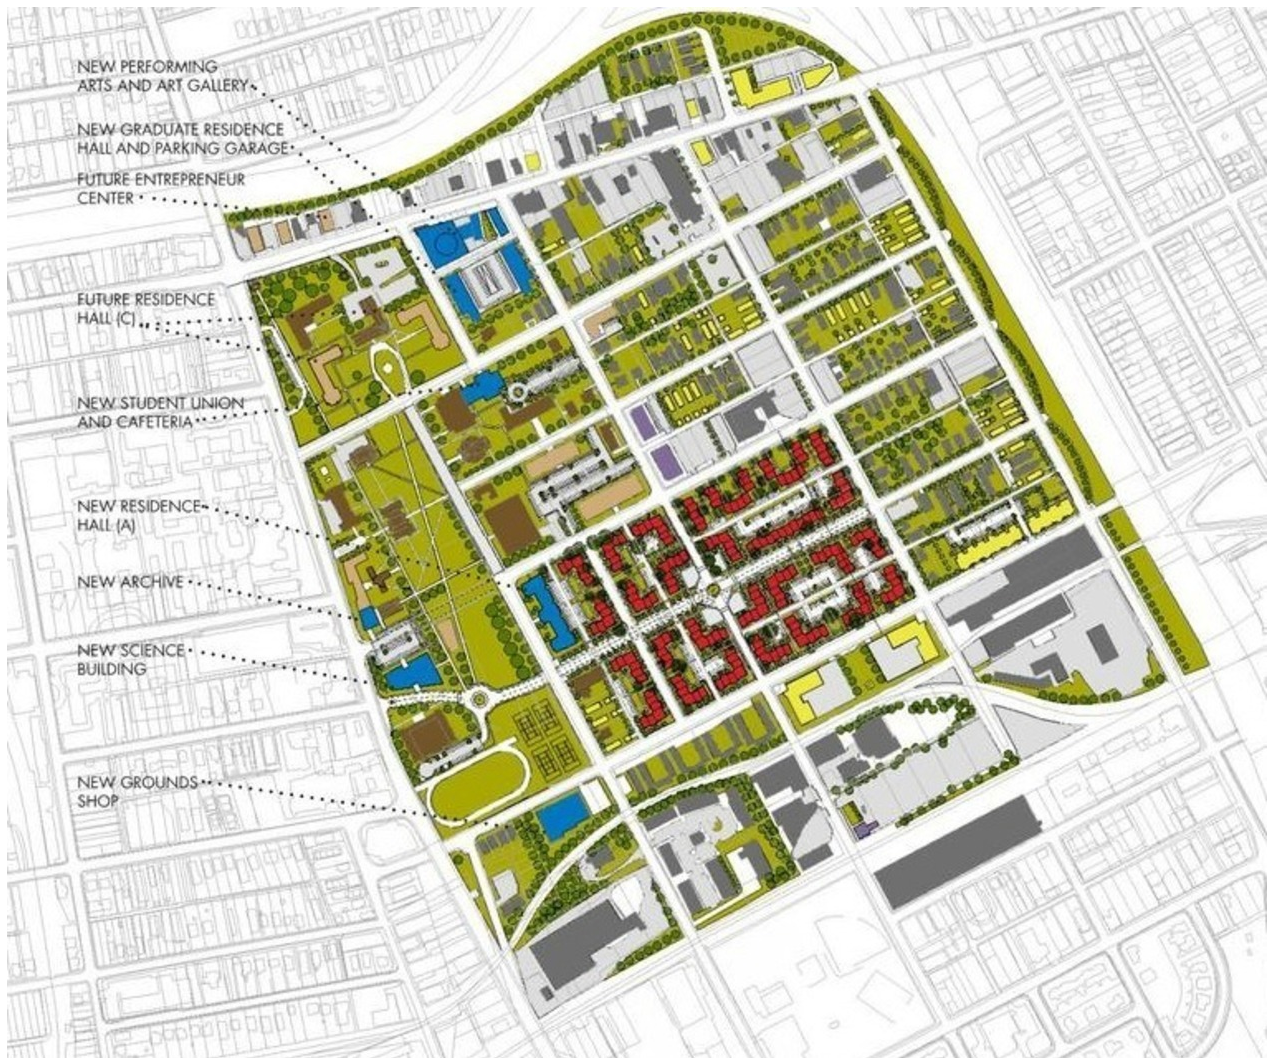 NEW PERFORMING
ARTS AND ART GALLERY
NEW GRADUATE RESIDENCE
HALL AND PARKING GARAGE
FUTURE ENTREPRENEUR
CENTER
FUTURE RESIDENCE
HALL (C)
NEW STUDENT UNION
AND CAFETERIA
NEW RESIDENCE
HALL (A)
NEW ARCHIVE
NEW SCIENCE
BUILDING
NEW GROUNDS
SHOP